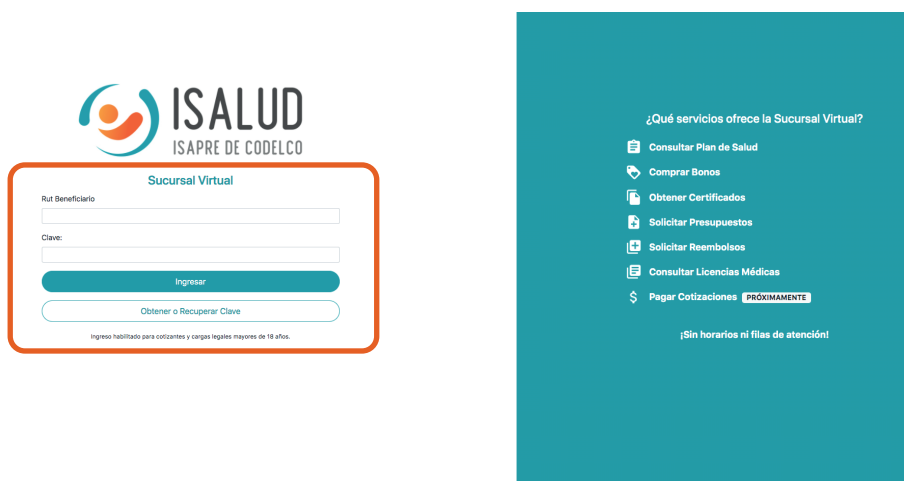 ISALUD
ISAPRE DE CODELCO
Sucursal Virtual
Rut Beneficiario
Clave:
Ingresar
Obtener o Recuperar Clave
Ingreso habilitado para cotizantes y cargas legales mayores de 18 años.
¿Qué servicios ofrece la Sucursal Virtual?
Consultar Plan de Salud
Comprar Bonos
Obtener Certificados
Solicitar Presupuestos
Solicitar Reembolsos
Consultar Licencias Médicas
Pagar Cotizaciones PRÓXIMAMENTE
¡Sin horarios ni filas de atención!